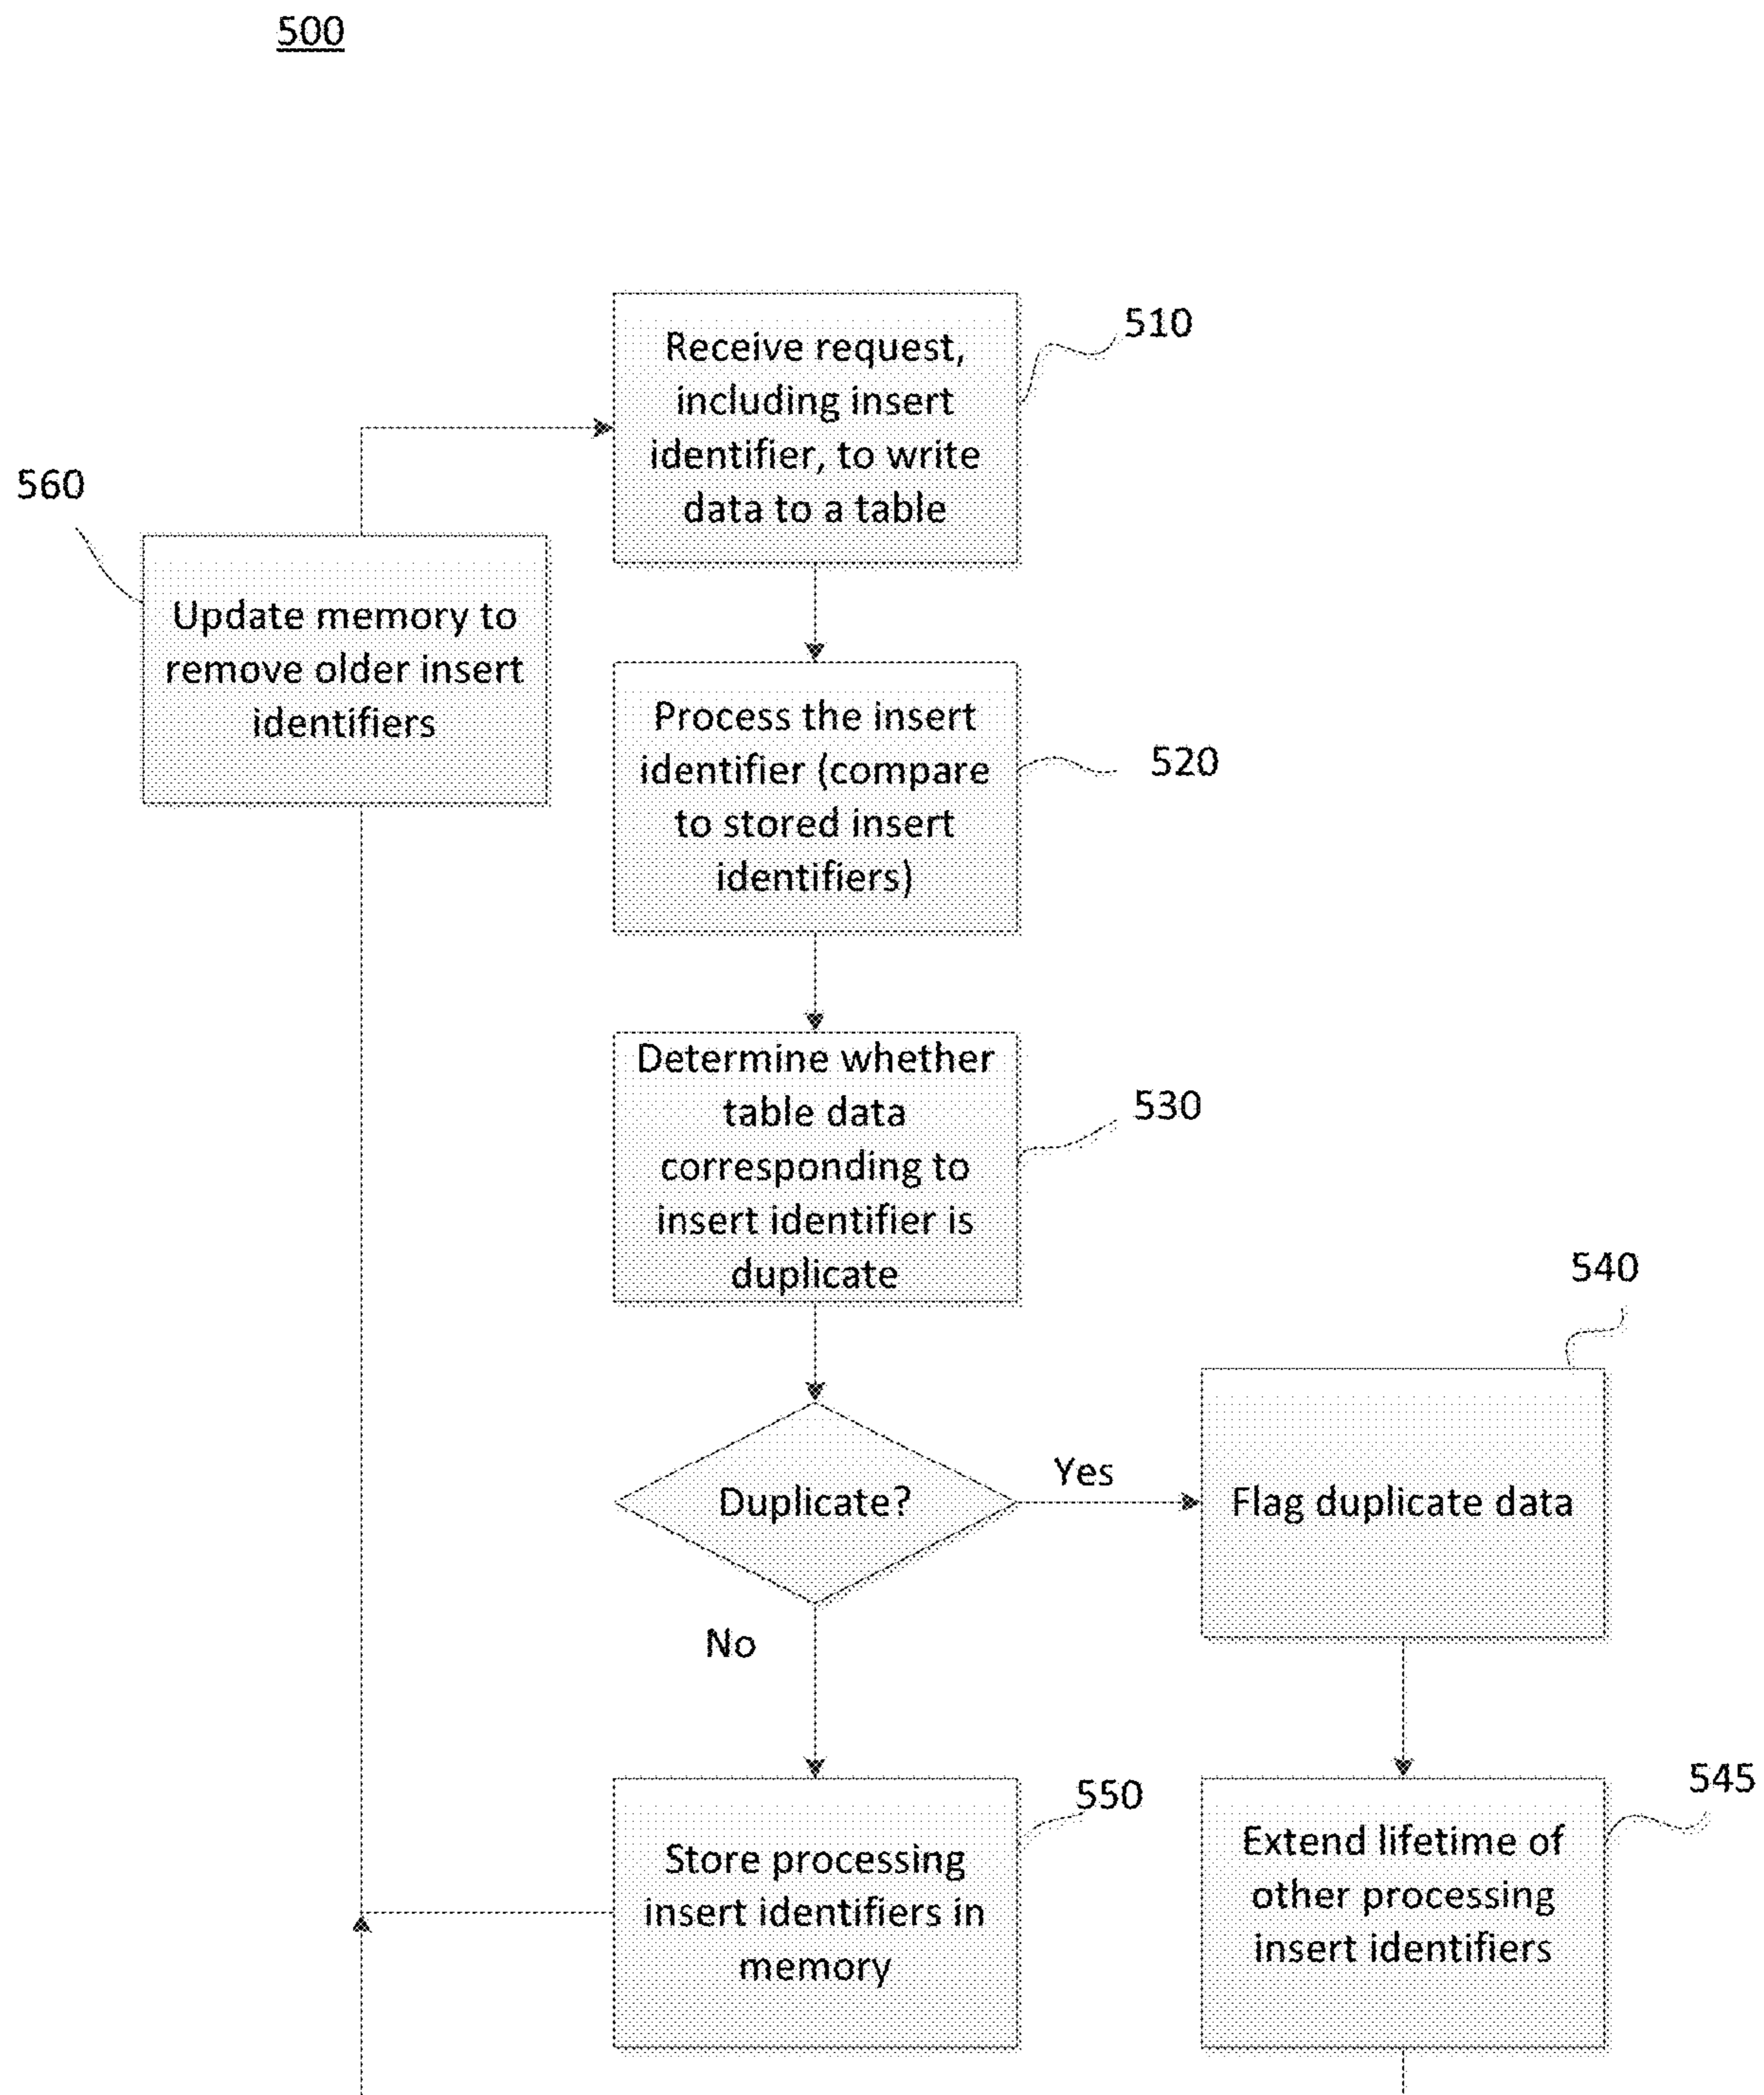 500
Receive request,
including insert
identifier, to write
data to a table
510
560
Update memory to
remove older insert
identifiers
Process the insert
identifier (compare
to stored insert
identifiers)
520
Determine whether
table data
corresponding to
insert identifier is
duplicate
530
540
Duplicate?
Yes
Flag duplicate data
No
550
Store processing
insert identifiers in
memory
545
Extend lifetime of
other processing
insert identifiers